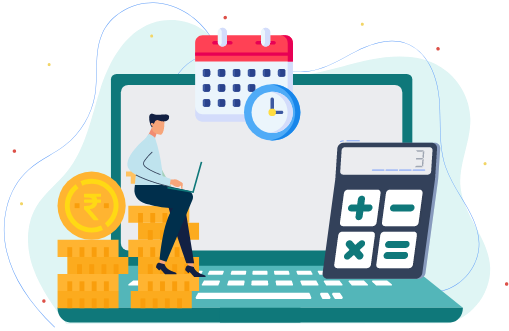 ₹
3
+ −
× =